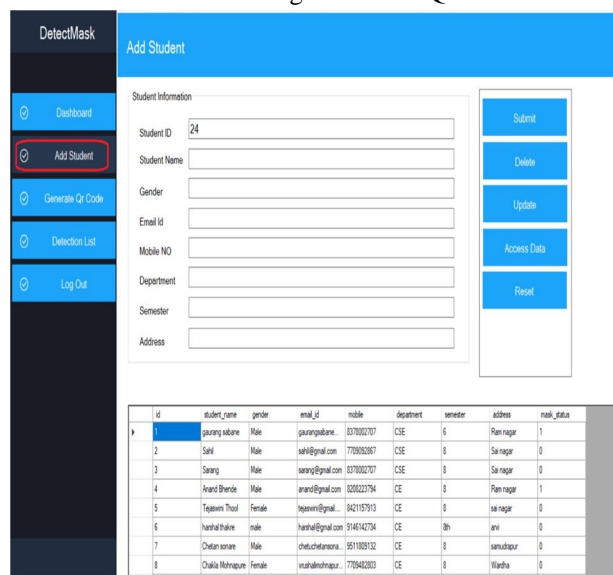 DetectMask
Add Student
Dashboard
Add Student
Generate Qr Code
Detection List
Log Out
Student Information
Student ID 24
Student Name
Gender
Email Id
Mobile NO
Department
Semester
Address
Submit
Delete
Update
Access Data
Reset
id student_name gender email_id mobile department semester address mask_status
1 gaurang sabane Male gaurangsabane... 8378002707 CSE 6 Ram nagar 1
2 Sahil Male sahil@gmail.com 7709092867 CSE 8 Sai nagar 0
3 Sarang Male sarang@gmail.com 8378002707 CSE 8 Sai nagar 0
4 Anand Bhende Male anand@gmail.com 8208223794 CE 8 Ram nagar 1
5 Tejaswini Thool Female tejaswini@gmail.... 8421157913 CE 8 sai nagar 0
6 harshal thakre male harshal@gmail.com 9146142734 CE 8th arvi 0
7 Chetan sonare Male chetuchetansona... 9511809132 CE 8 samudrapur 0
8 Chakla Mohnapure Female vrushalimohnapur... 7709482803 CE 8 Wardha 0